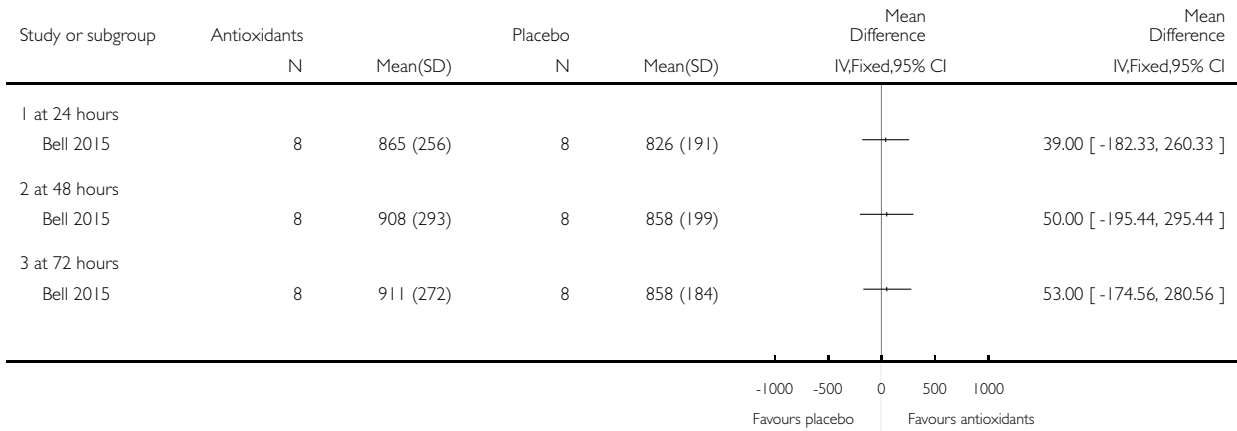 Study or subgroup Antioxidants Placebo Mean Difference Mean Difference
N Mean(SD) N Mean(SD) IV,Fixed,95% CI IV,Fixed,95% CI
1 at 24 hours
Bell 2015 8 865 (256) 8 826 (191) 39.00 [ -182.33, 260.33 ]
2 at 48 hours
Bell 2015 8 908 (293) 8 858 (199) 50.00 [ -195.44, 295.44 ]
3 at 72 hours
Bell 2015 8 911 (272) 8 858 (184) 53.00 [ -174.56, 280.56 ]
-1000 -500 0 500 1000
Favours placebo Favours antioxidants